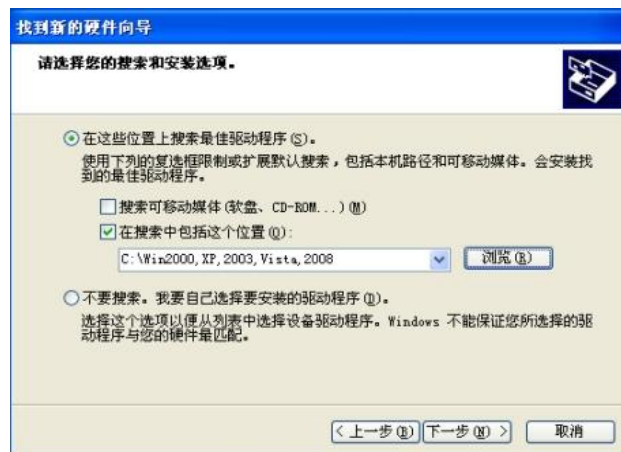 找到新的硬件向导
请选择您的搜索和安装选项。
在这些位置上搜索最佳驱动程序(S)。
使用下列的复选框限制或扩展默认搜索，包括本机路径和可移动媒体。会安装找
到的最佳驱动程序。
搜索可移动媒体(软盘、CD-ROM...)(M)
在搜索中包括这个位置(O):
C:\Win2000,XP,2003,Vista,2008
浏览(R)
不要搜索。我要自己选择要安装的驱动程序(D)。
选择这个选项以便从列表中选择设备驱动程序。Windows 不能保证您所选择的驱
动程序与您的硬件最匹配。
< 上一步(B)
下一步(N) >
取消